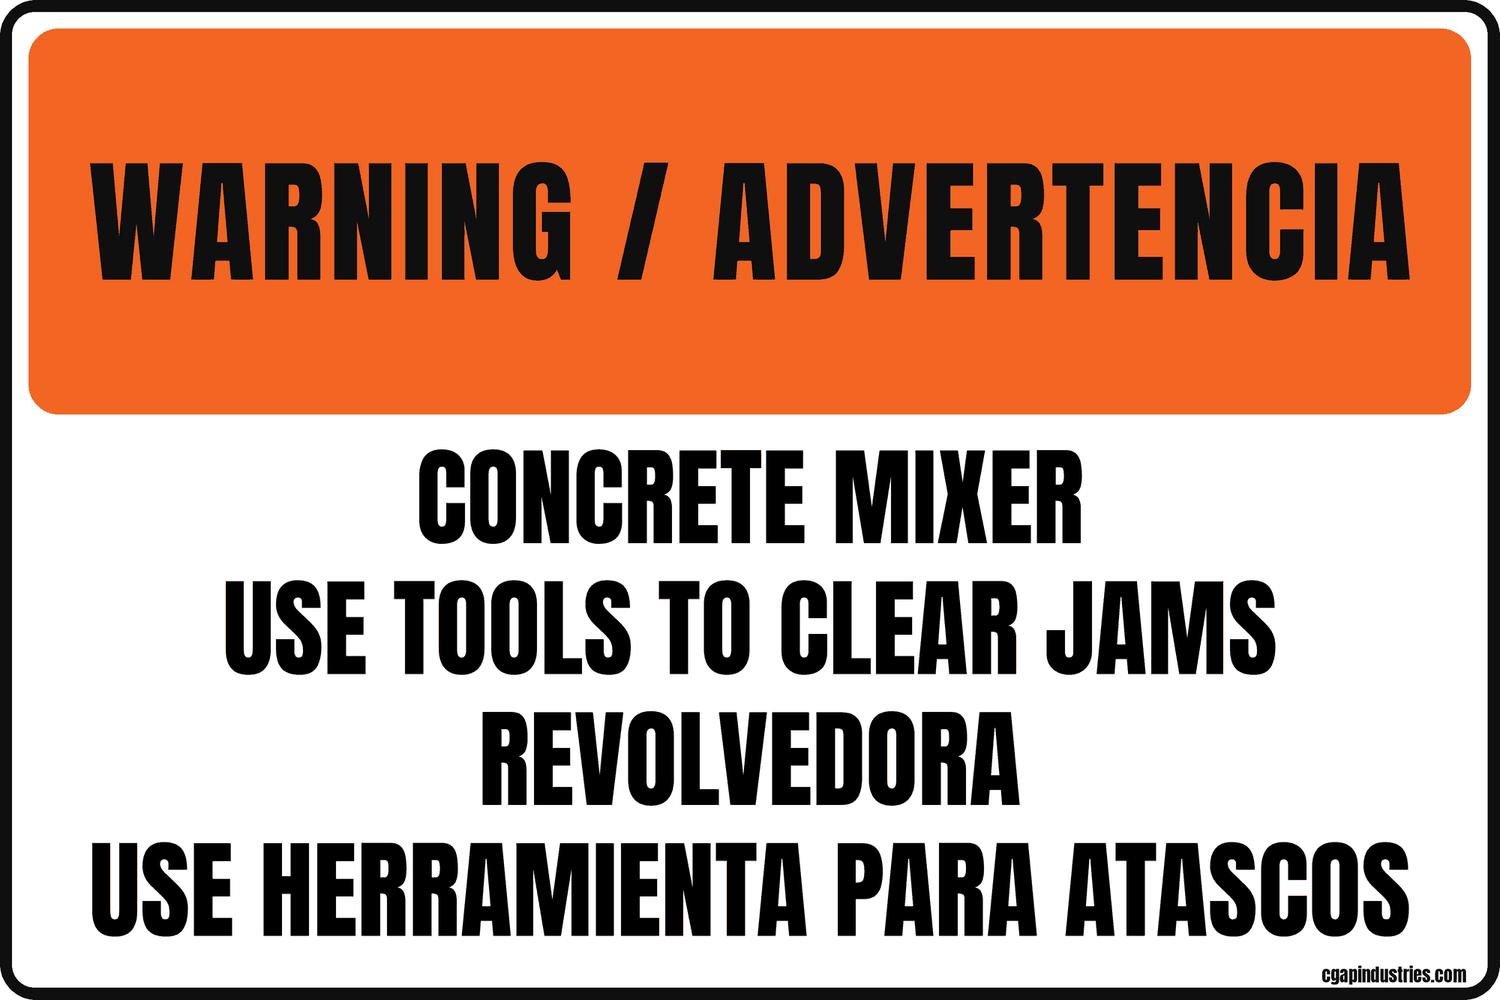 WARNING / ADVERTENCIA
CONCRETE MIXER
USE TOOLS TO CLEAR JAMS
REVOLVEDORA
USE HERRAMIENTA PARA ATASCOS
cgapindustries.com